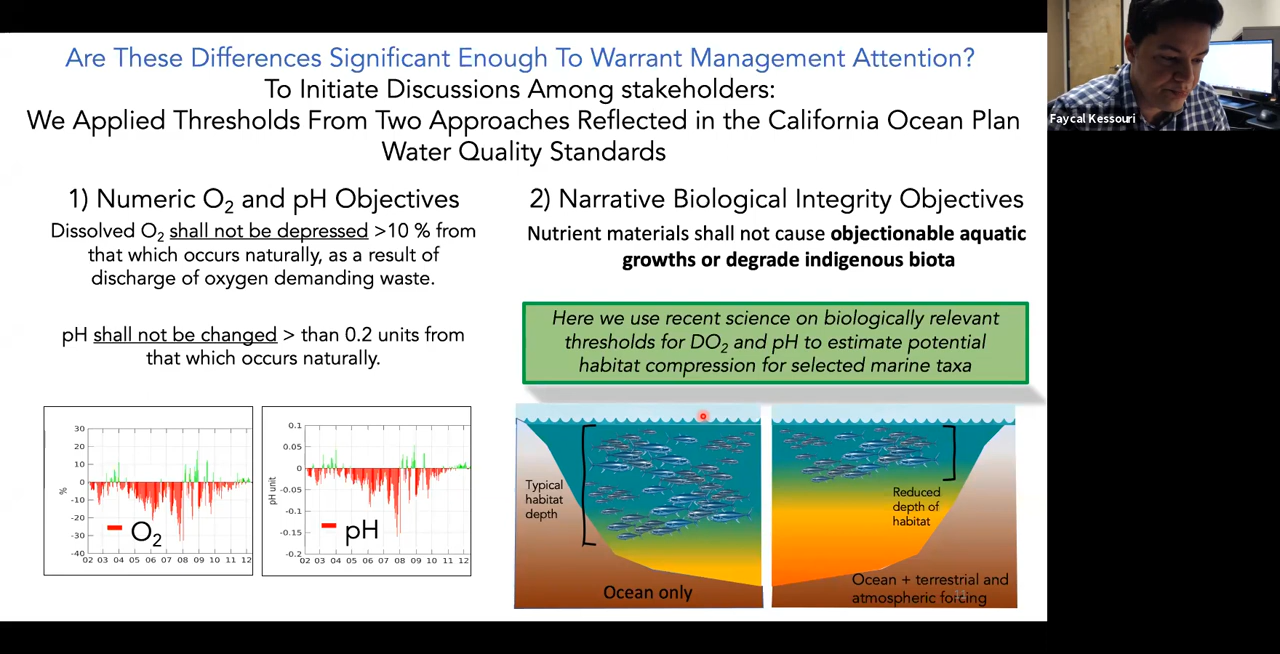 Are These Differences Significant Enough To Warrant Management Attention?
To Initiate Discussions Among stakeholders:
We Applied Thresholds From Two Approaches Reflected in the California Ocean Plan
Water Quality Standards
Faycal Kessouri
1) Numeric O2 and pH Objectives
Dissolved O2 shall not be depressed >10 % from
that which occurs naturally, as a result of
discharge of oxygen demanding waste.
pH shall not be changed > than 0.2 units from
that which occurs naturally.
30
20
10
0
-10
-20
-30
-40
%
O2
02 03 04 05 06 07 08 09 10 11 12
0.1
0.05
0
-0.05
-0.1
-0.15
-0.2
pH unit
pH
02 03 04 05 06 07 08 09 10 11 12
2) Narrative Biological Integrity Objectives
Nutrient materials shall not cause objectionable aquatic
growths or degrade indigenous biota
Here we use recent science on biologically relevant
thresholds for DO2 and pH to estimate potential
habitat compression for selected marine taxa
Typical
habitat
depth
Ocean only
Reduced
depth of
habitat
Ocean + terrestrial and
atmospheric forcing
11